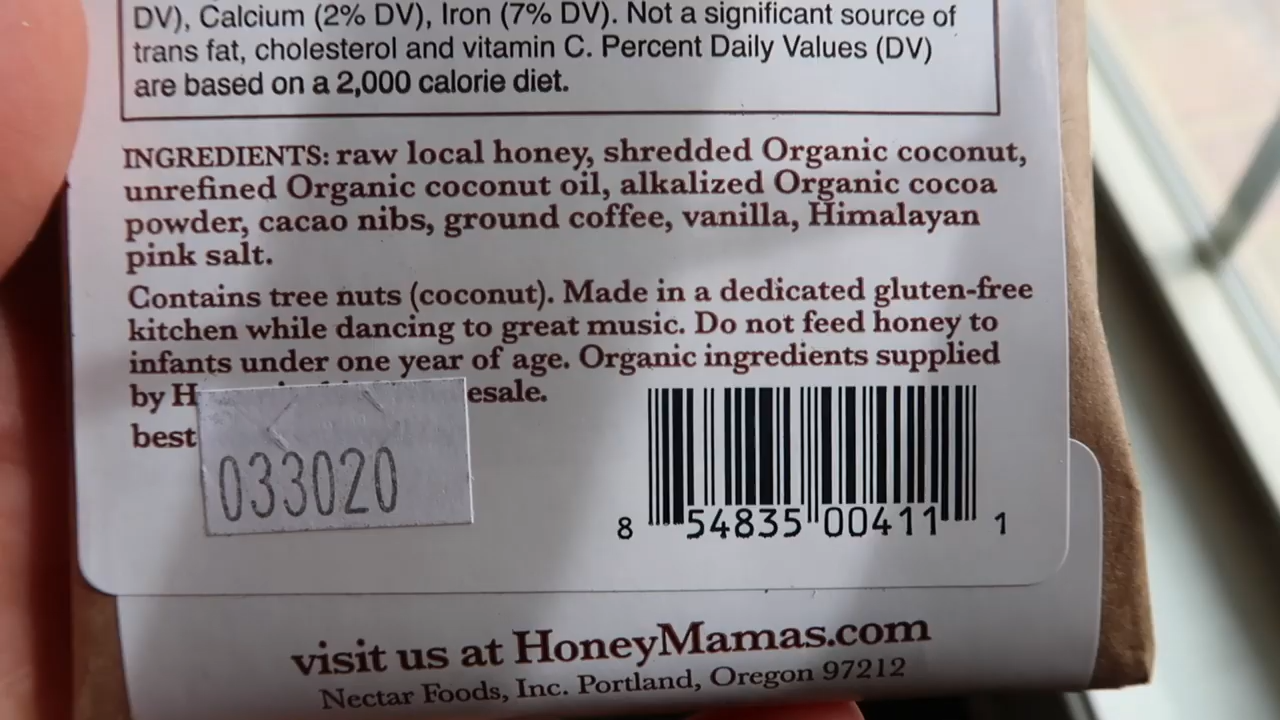 DV), Calcium (2% DV), Iron (7% DV). Not a significant source of
trans fat, cholesterol and vitamin C. Percent Daily Values (DV)
are based on a 2,000 calorie diet.
INGREDIENTS: raw local honey, shredded Organic coconut,
unrefined Organic coconut oil, alkalized Organic cocoa
powder, cacao nibs, ground coffee, vanilla, Himalayan
pink salt.
Contains tree nuts (coconut). Made in a dedicated gluten-free
kitchen while dancing to great music. Do not feed honey to
infants under one year of age. Organic ingredients supplied
by
best
033020
8 54835 00411 1
visit us at HoneyMamas.com
Nectar Foods, Inc. Portland, Oregon 97212